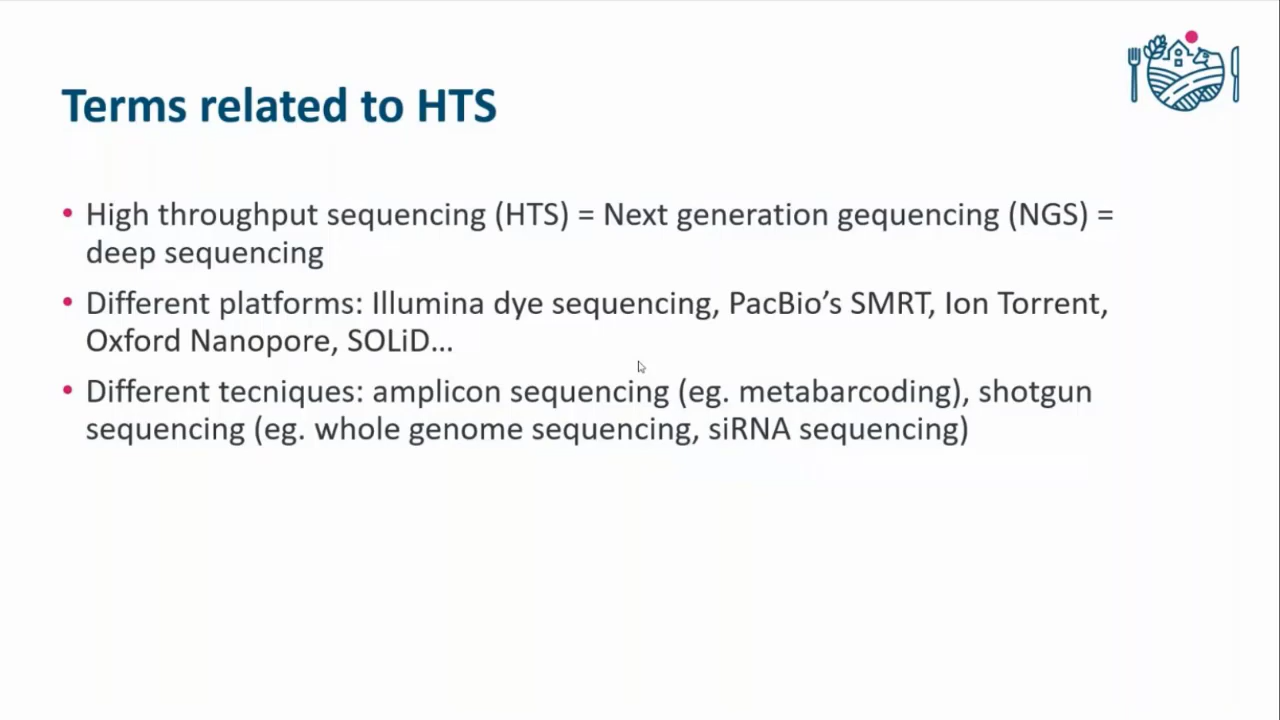 Terms related to HTS
• High throughput sequencing (HTS) = Next generation gequencing (NGS) =
deep sequencing
• Different platforms: Illumina dye sequencing, PacBio’s SMRT, Ion Torrent,
Oxford Nanopore, SOLiD…
• Different tecniques: amplicon sequencing (eg. metabarcoding), shotgun
sequencing (eg. whole genome sequencing, siRNA sequencing)